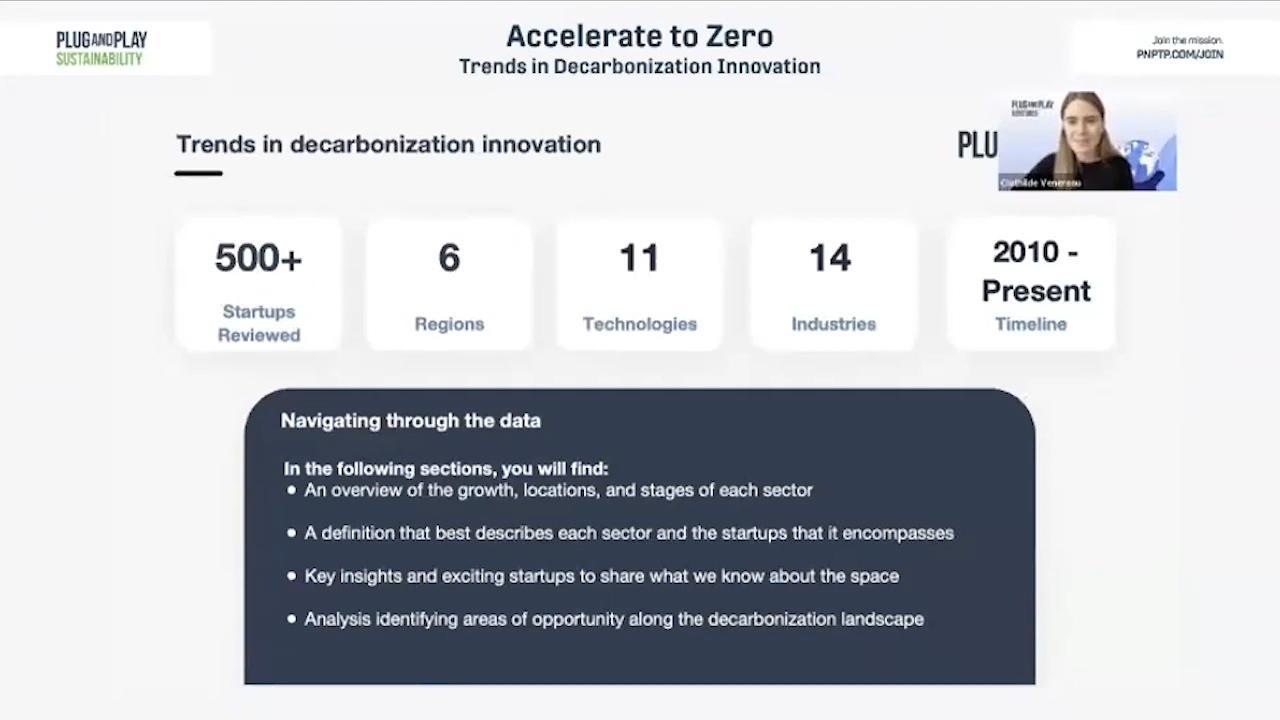 PLUGANDPLAY
SUSTAINABILITY
Accelerate to Zero
Trends in Decarbonization Innovation
Join the mission.
PNPTP.COM/JOIN
Trends in decarbonization innovation
PLU
PLUGANDPLAY
500+
Startups
Reviewed
6
Regions
11
Technologies
14
Industries
2010 -
Present
Timeline
Navigating through the data
In the following sections, you will find:
• An overview of the growth, locations, and stages of each sector
• A definition that best describes each sector and the startups that it encompasses
• Key insights and exciting startups to share what we know about the space
• Analysis identifying areas of opportunity along the decarbonization landscape